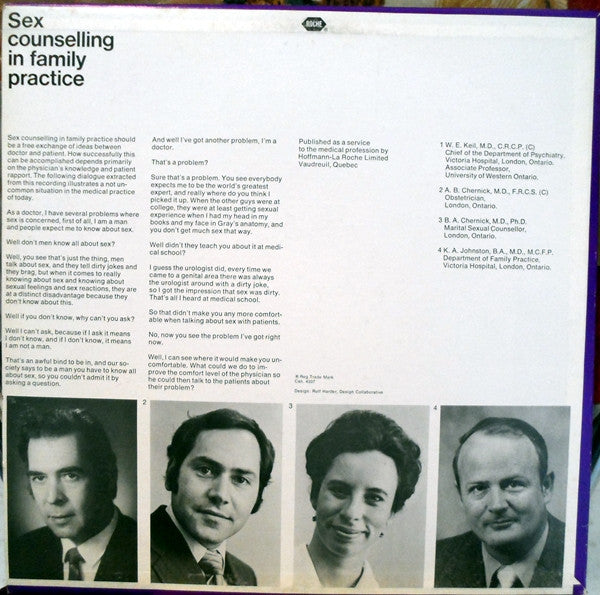 Sex
counselling
in family
practice
ROCHE
Sex counselling in family practice should
be a free exchange of ideas between
doctor and patient. How successfully this
can be accomplished depends primarily
on the physician's knowledge and patient
rapport. The following dialogue extracted
from this recording illustrates a not un-
common situation in the medical practice
of today.
As a doctor, I have several problems where
sex is concerned, first of all, I am a man
and people expect me to know about sex.
Well don't men know all about sex?
Well, you see that's just the thing, men
talk about sex, and they tell dirty jokes and
they brag, but when it comes to really
knowing about sex and knowing about
sexual feelings and sex reactions, they are
at a distinct disadvantage because they
don't know about this.
Well if you don't know, why can't you ask?
Well I can't ask, because if I ask it means
I don't know, and if I don't know, it means
I am not a man.
That's an awful bind to be in, and our so-
ciety says to be a man you have to know all
about sex, so you couldn't admit it by
asking a question.
And well I've got another problem, I'm a
doctor.
That's a problem?
Sure that's a problem. You see everybody
expects me to be the world's greatest
expert, and really where do you think I
picked it up. When the other guys were at
college, they were at least getting sexual
experience when I had my head in my
books and my face in Gray's anatomy, and
you don't get much sex that way.
Well didn't they teach you about it at medi-
cal school?
I guess the urologist did, every time we
came to a genital area there was always
the urologist around with a dirty joke,
so I got the impression that sex was dirty.
That's all I heard at medical school.
So that didn't make you any more comfort-
able when talking about sex with patients.
No, now you see the problem I've got right
now.
Well, I can see where it would make you un-
comfortable. What could we do to im-
prove the comfort level of the physician so
he could then talk to the patients about
their problem?
Published as a service
to the medical profession by
Hoffmann-La Roche Limited
Vaudreuil, Quebec
® Reg. Trade Mark
Design: Rolf Harder, Design Collaborative
1 W. E. Keil, M.D., C.R.C.P. (C)
Chief of the Department of Psychiatry,
Victoria Hospital, London, Ontario.
Associate Professor,
University of Western Ontario.
2 A. B. Chernick, M.D., F.R.C.S. (C)
Obstetrician,
London, Ontario.
3 B. A. Chernick, M.D., Ph.D.
Marital Sexual Counsellor,
London, Ontario.
4 K. A. Johnston, B.A., M.D., M.C.F.P.
Department of Family Practice,
Victoria Hospital, London, Ontario.
2
3
4